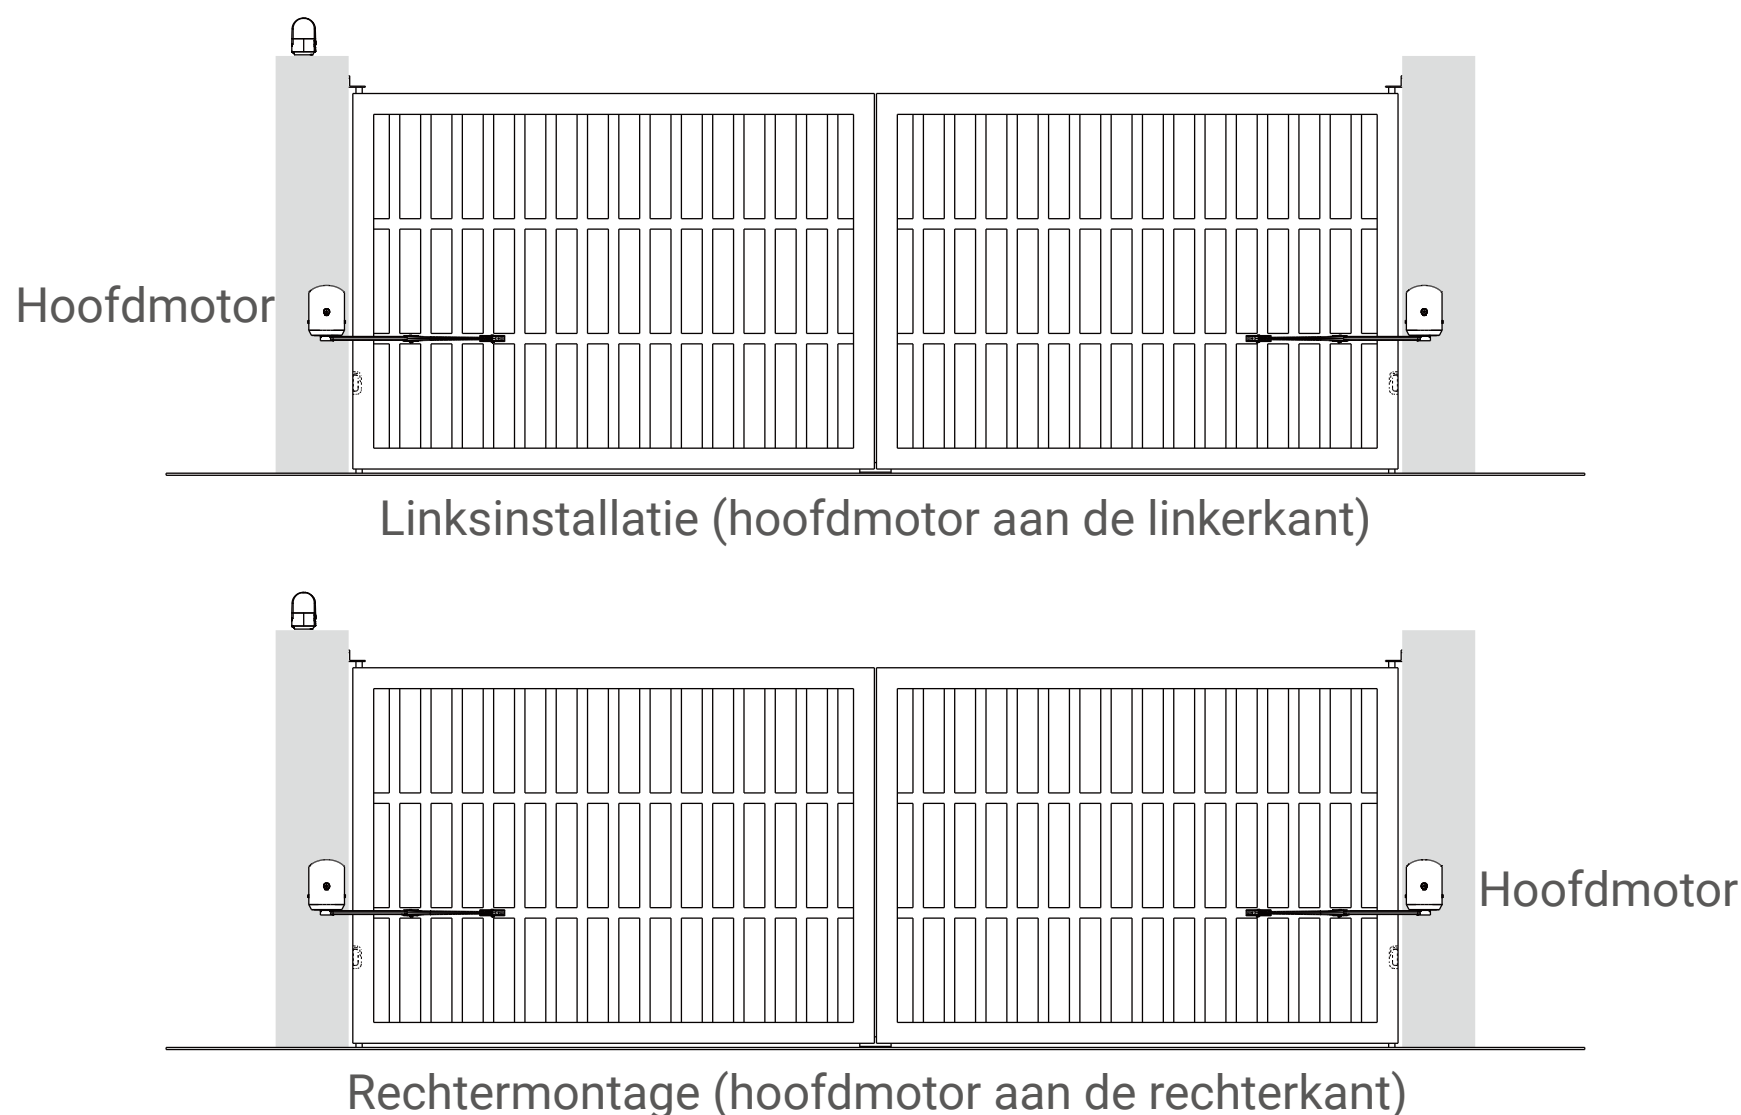 Hoofdmotor
Linksinstallatie (hoofdmotor aan de linkerkant)
Hoofdmotor
Rechtermontage (hoofdmotor aan de rechterkant)